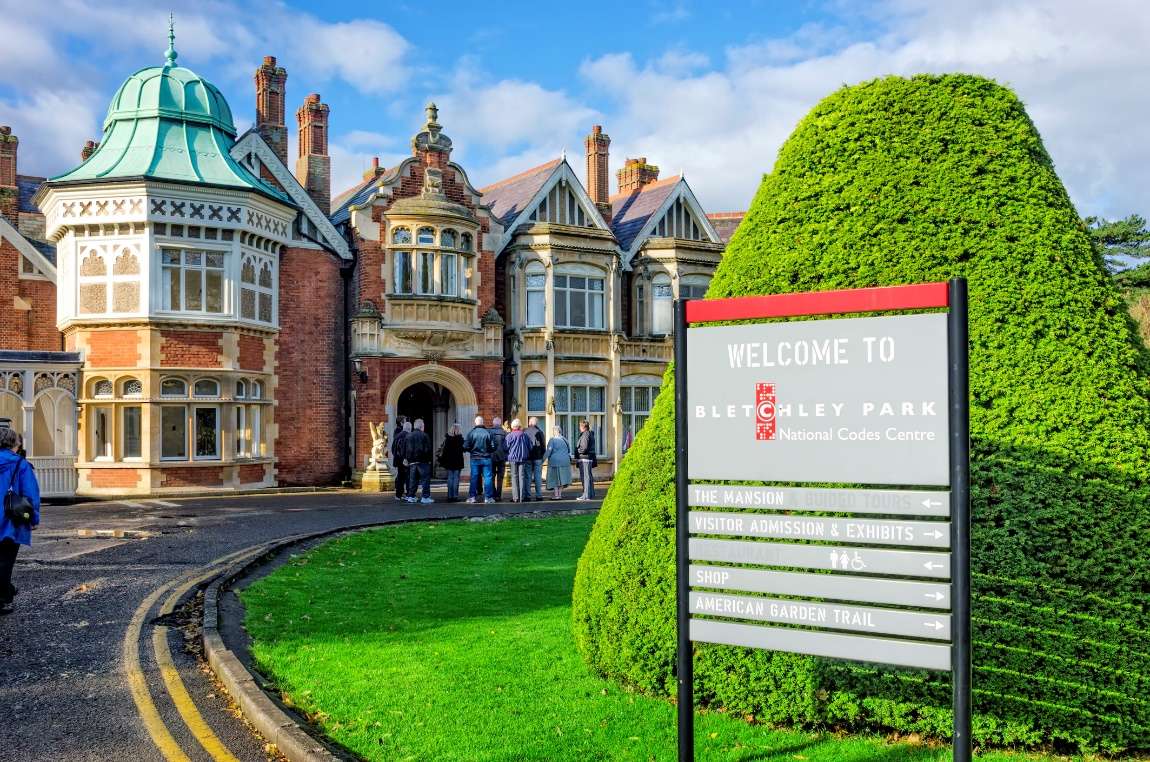 WELCOME TO
BLETCHLEY PARK
National Codes Centre
THE MANSION & GUIDED TOURS
VISITOR ADMISSION & EXHIBITS
RESTAURANT
SHOP
AMERICAN GARDEN TRAIL